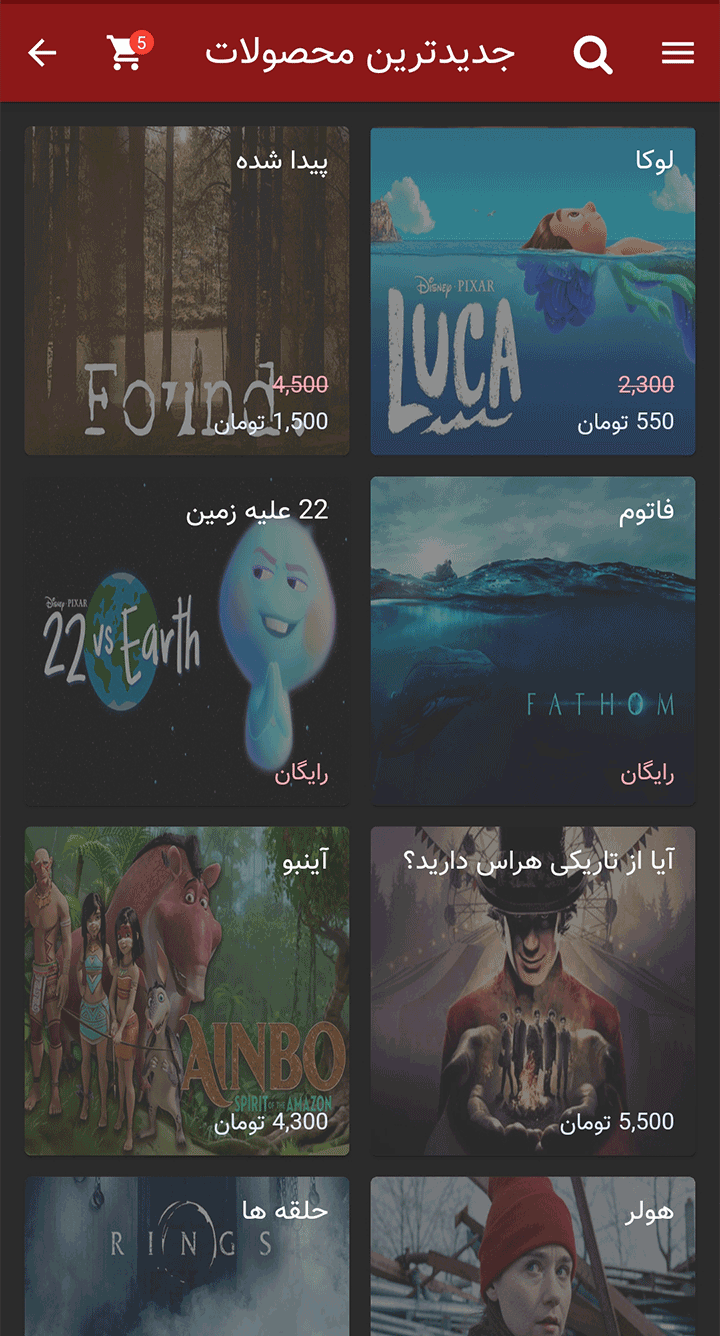 جدیدترین محصولات
5
لوکا
Disney · PIXAR
LUCA
2,300
550 تومان
پیدا شده
Found.
4,500
1,500 تومان
فاتوم
FATHOM
رایگان
22 علیه زمین
Disney · PIXAR
22 vs Earth
رایگان
آیا از تاریکی هراس دارید؟
5,500 تومان
آینبو
AINBO
SPIRIT OF THE AMAZON
4,300 تومان
هولر
حلقه ها
RINGS